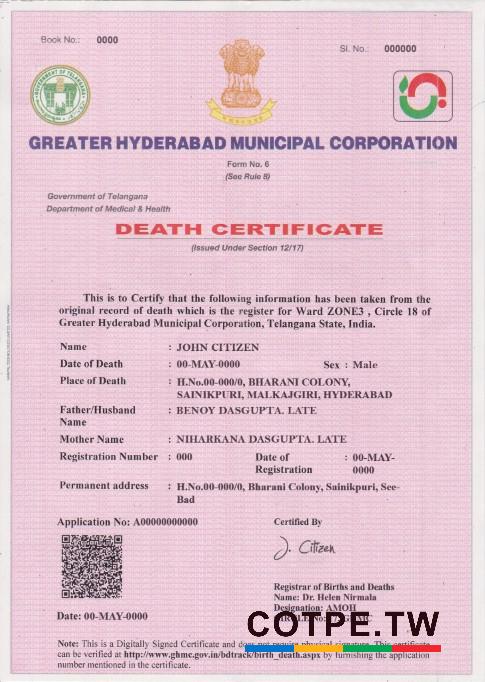 Book No.: 0000
Sl. No.: 000000
GOVERNMENT OF TELANGANA
GREATER HYDERABAD MUNICIPAL CORPORATION
Form No. 6
(See Rule 8)
Government of Telangana
Department of Medical & Health
DEATH CERTIFICATE
(Issued Under Section 12/17)
This is to Certify that the following information has been taken from the
original record of death which is the register for Ward ZONE3 , Circle 18 of
Greater Hyderabad Municipal Corporation, Telangana State, India.
Name : JOHN CITIZEN
Date of Death : 00-MAY-0000 Sex : Male
Place of Death : H.No.00-000/0, BHARANI COLONY,
SAINIKPURI, MALKAJGIRI, HYDERABAD
Father/Husband : BENOY DASGUPTA. LATE
Name
Mother Name : NIHARKANA DASGUPTA. LATE
Registration Number : 000 Date of : 00-MAY-
Registration 0000
Permanent address : H.No.00-000/0, Bharani Colony, Sainikpuri, See-
Bad
Application No: A00000000000 Certified By
J. Citizen
Registrar of Births and Deaths
Name: Dr. Helen Nirmala
Designation: AMOH
Date: 00-MAY-0000
COTPE.TW
Note: This is a Digitally Signed Certificate and does not require physical signature. This certificate
can be verified at http://www.ghmc.gov.in/bdtrack/birth_death.aspx by furnishing the application
number mentioned in the certificate.